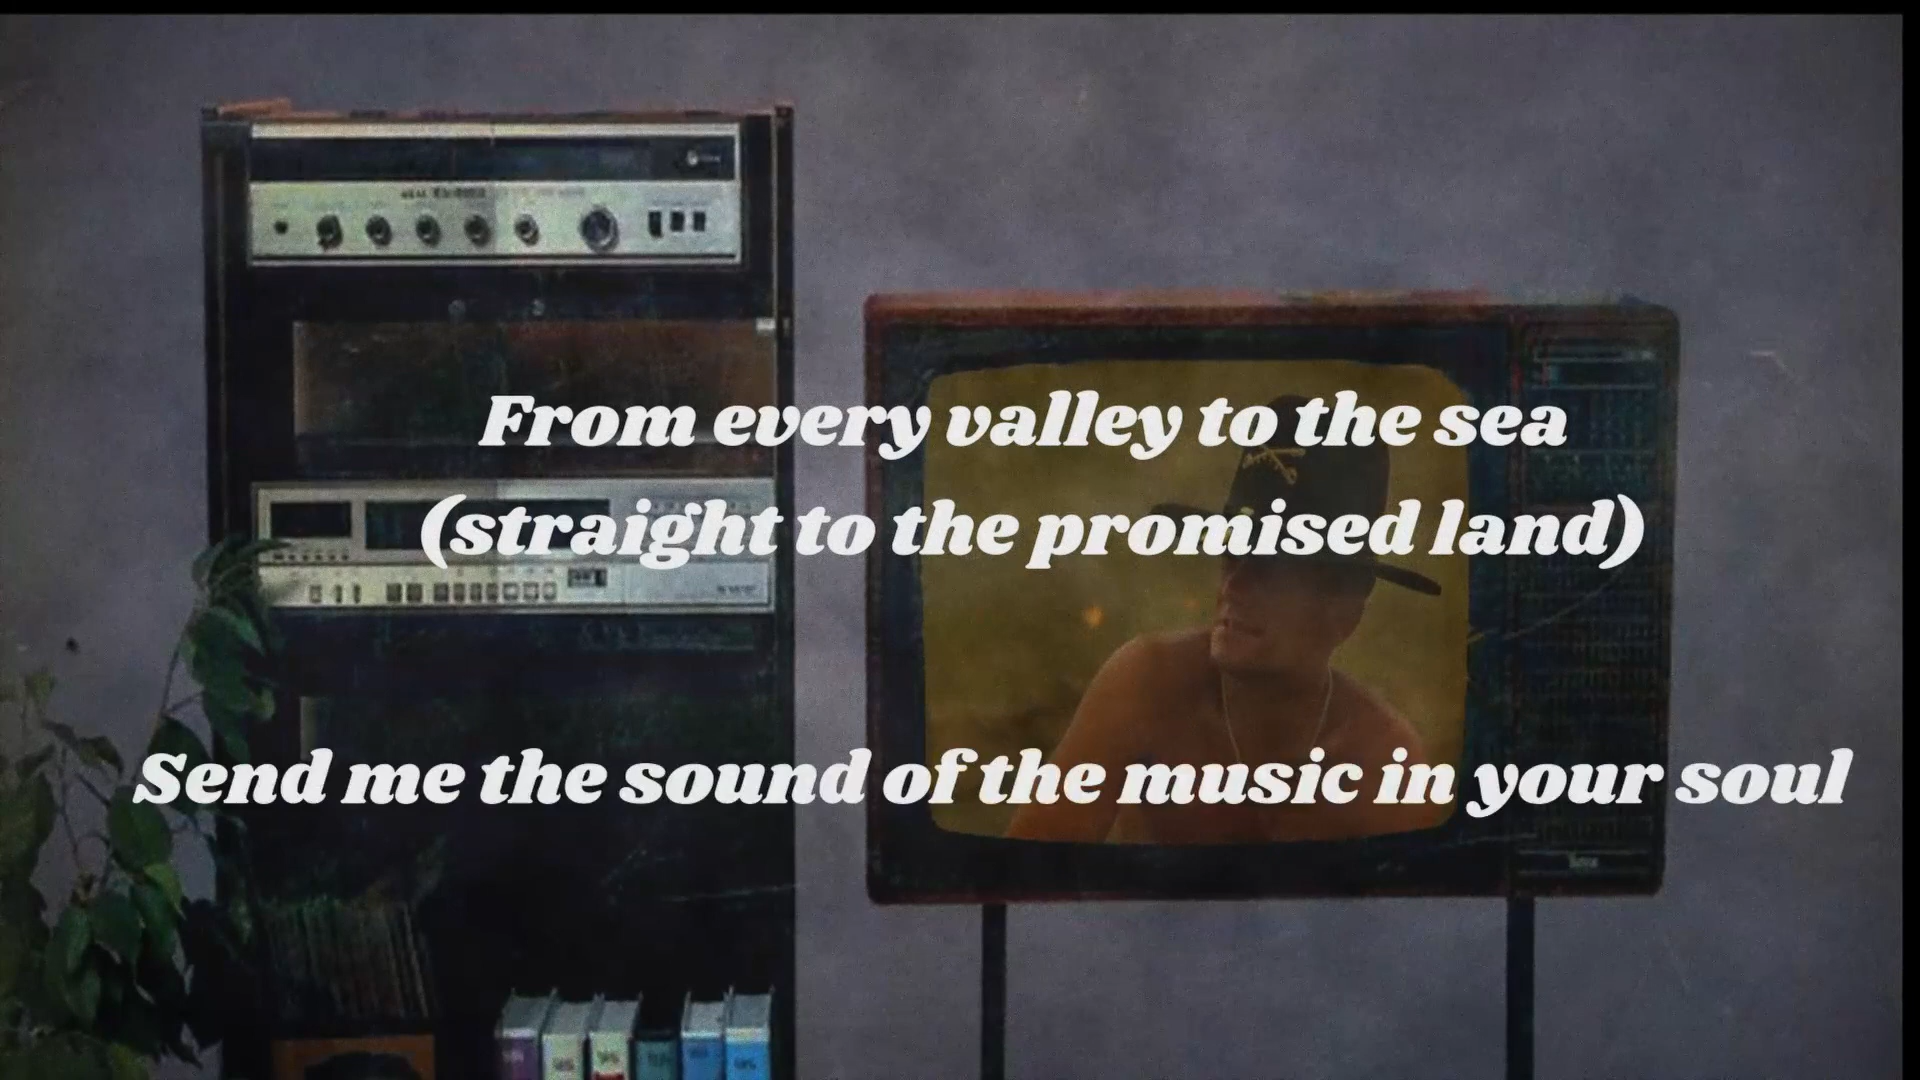 From every valley to the sea
(straight to the promised land)
Send me the sound of the music in your soul